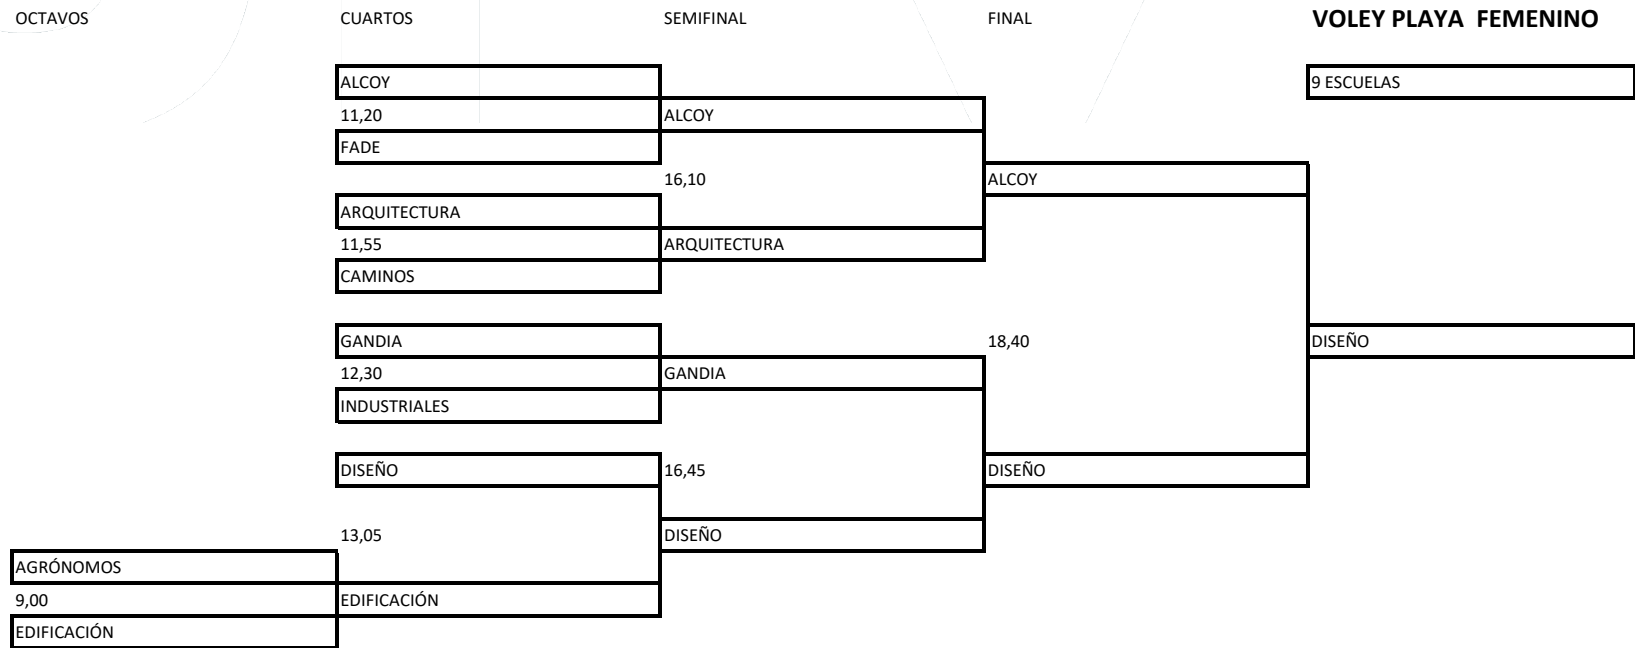 OCTAVOS CUARTOS SEMIFINAL FINAL VOLEY PLAYA FEMENINO
ALCOY 9 ESCUELAS
11,20 ALCOY
FADE
16,10 ALCOY
ARQUITECTURA
11,55 ARQUITECTURA
CAMINOS
GANDIA 18,40 DISEÑO
12,30 GANDIA
INDUSTRIALES
DISEÑO 16,45 DISEÑO
13,05 DISEÑO
AGRÓNOMOS
9,00 EDIFICACIÓN
EDIFICACIÓN